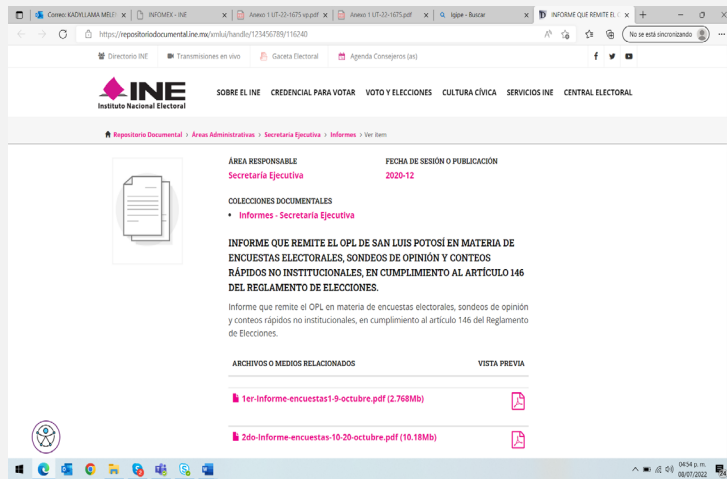 Correo: KADYLLAMA MELE
INFOMEX - INE
Anexo 1 UT-22-1675 vp.pdf
Anexo 1 UT-22-1675.pdf
lgipe - Buscar
INFORME QUE REMITE EL
https://repositoriodocumental.ine.mx/xmlui/handle/123456789/116240
No se está sincronizando
Directorio INE
Transmisiones en vivo
Gaceta Electoral
Agenda Consejeros (as)
INE
Instituto Nacional Electoral
SOBRE EL INE CREDENCIAL PARA VOTAR VOTO Y ELECCIONES CULTURA CÍVICA SERVICIOS INE CENTRAL ELECTORAL
Repositorio Documental > Áreas Administrativas > Secretaría Ejecutiva > Informes > Ver ítem
ÁREA RESPONSABLE
Secretaría Ejecutiva
FECHA DE SESIÓN O PUBLICACIÓN
2020-12
COLECCIONES DOCUMENTALES
• Informes - Secretaría Ejecutiva
INFORME QUE REMITE EL OPL DE SAN LUIS POTOSÍ EN MATERIA DE
ENCUESTAS ELECTORALES, SONDEOS DE OPINIÓN Y CONTEOS
RÁPIDOS NO INSTITUCIONALES, EN CUMPLIMIENTO AL ARTÍCULO 146
DEL REGLAMENTO DE ELECCIONES.
Informe que remite el OPL en materia de encuestas electorales, sondeos de opinión
y conteos rápidos no institucionales, en cumplimiento al artículo 146 del Reglamento
de Elecciones.
ARCHIVOS O MEDIOS RELACIONADOS
VISTA PREVIA
1er-Informe-encuestas1-9-octubre.pdf (2.768Mb)
2do-Informe-encuestas-10-20-octubre.pdf (10.18Mb)
04:54 p. m.
08/07/2022
24